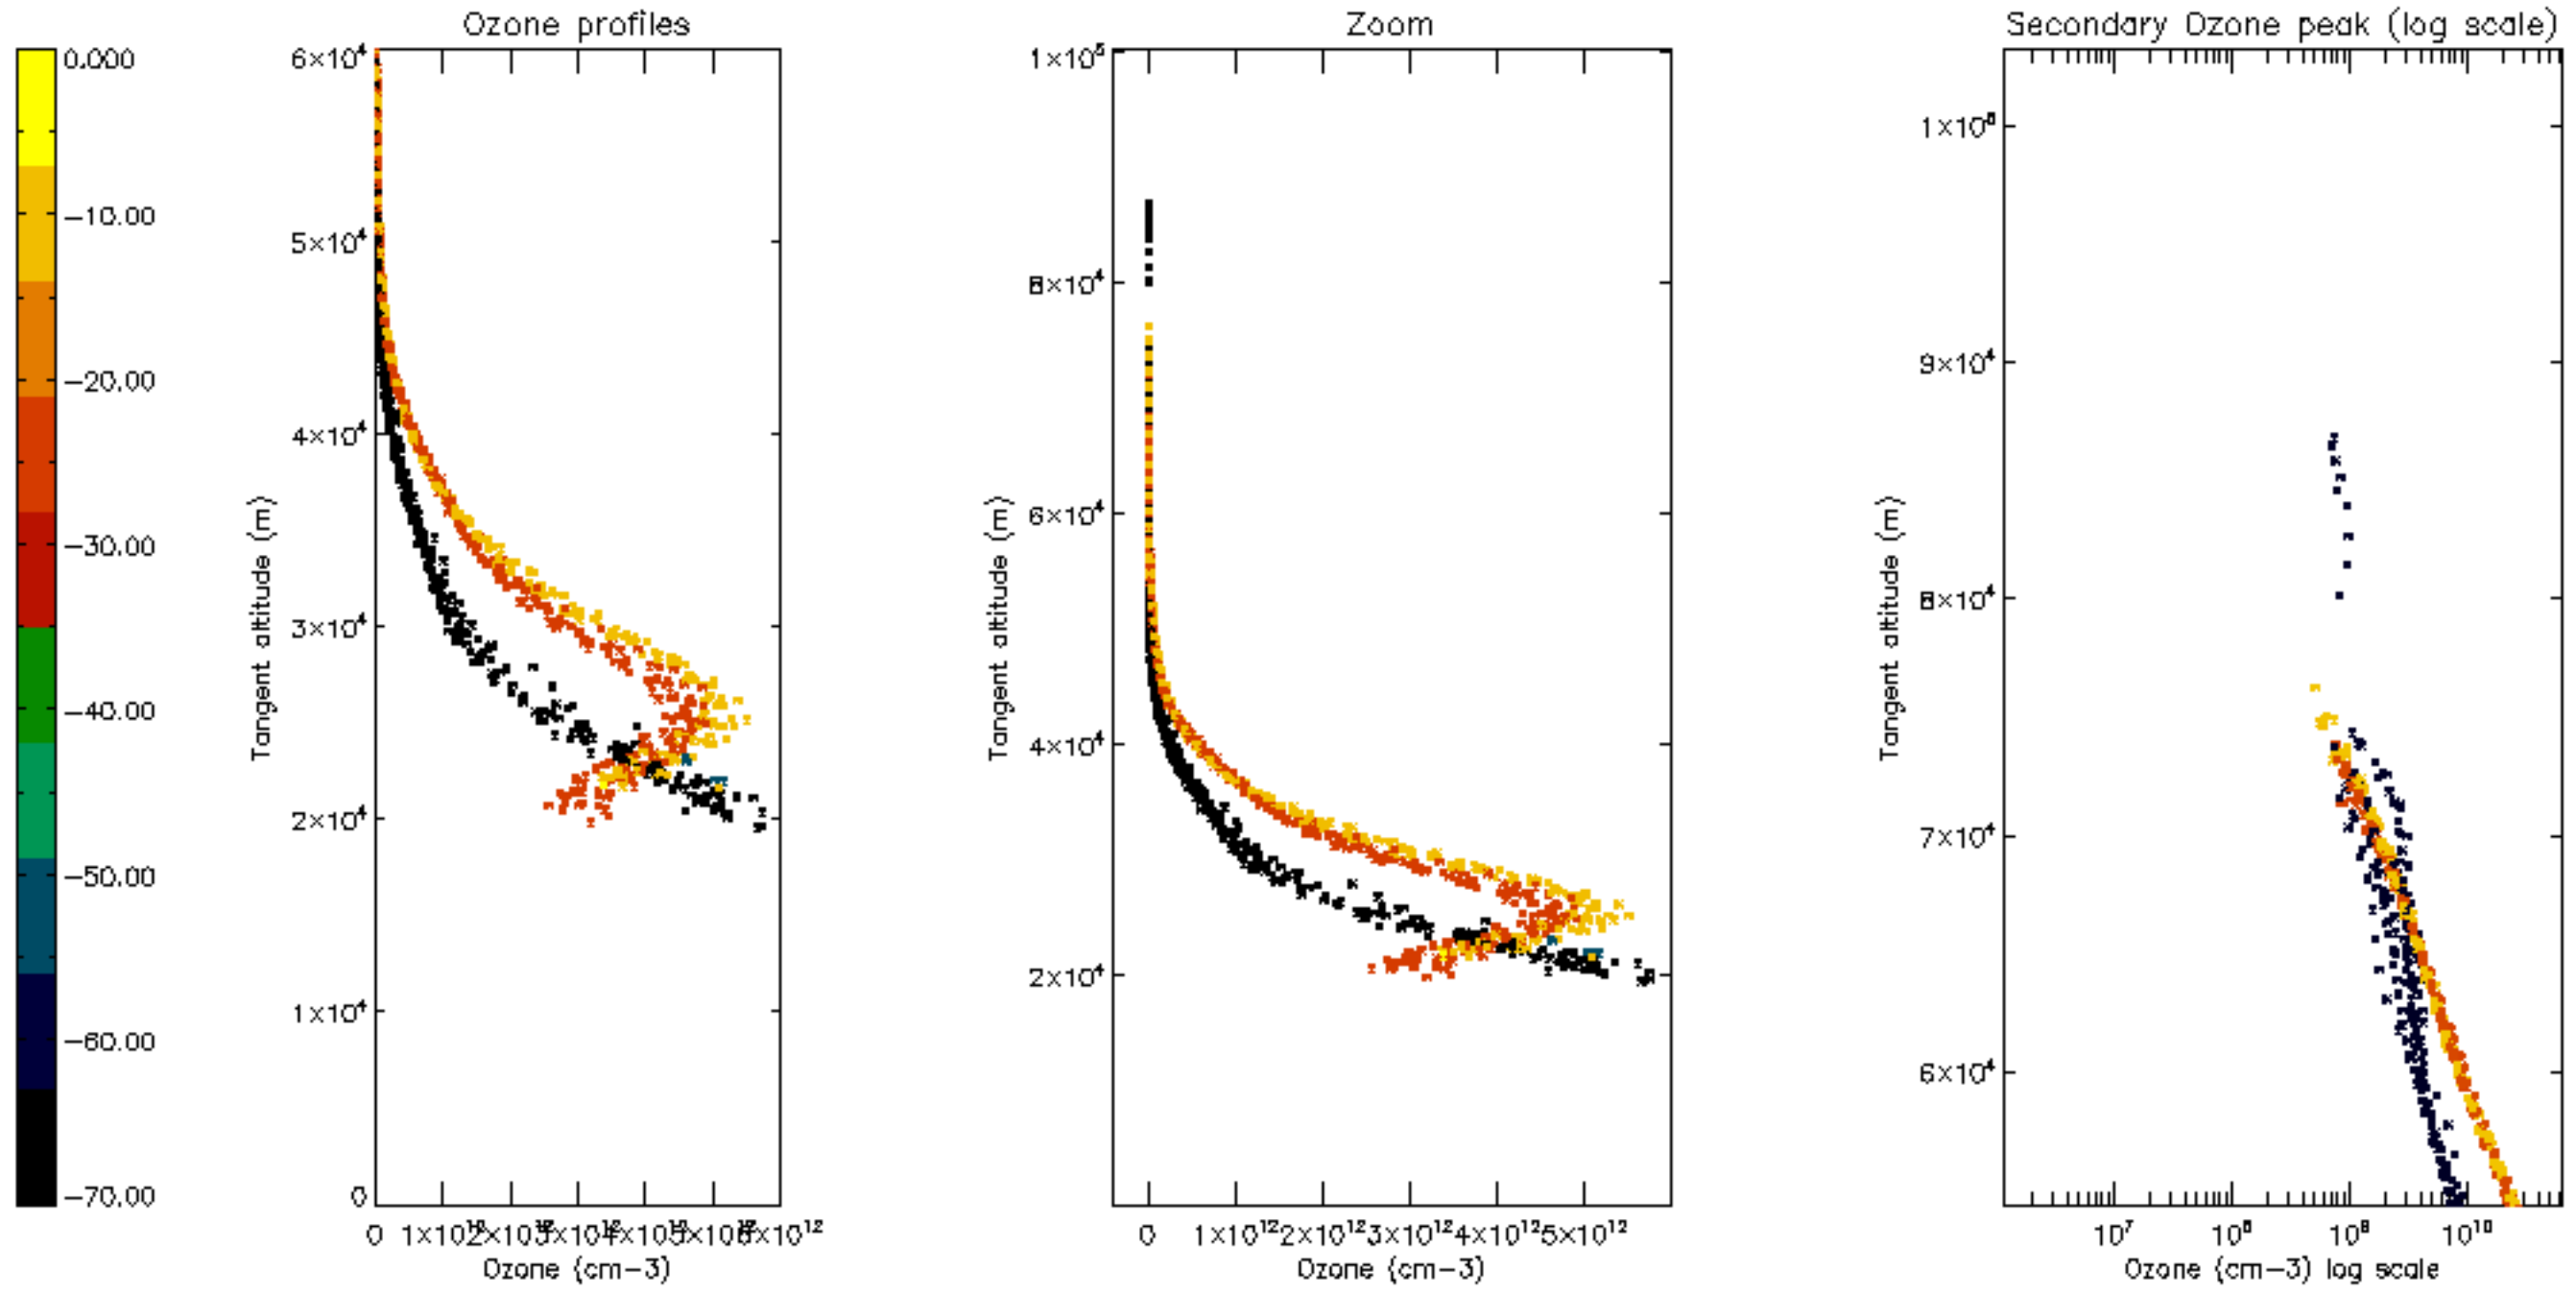 Ozone profiles
Zoom
Secondary Ozone peak (log scale)
0.000
−10.00
−20.00
−30.00
−40.00
−50.00
−60.00
−70.00
6×10⁴
5×10⁴
4×10⁴
3×10⁴
2×10⁴
1×10⁴
0
Tangent altitude (m)
0
6×10¹²
Ozone (cm−3)
1×10⁵
8×10⁴
6×10⁴
4×10⁴
2×10⁴
Tangent altitude (m)
0 1×10¹² 2×10¹² 3×10¹² 4×10¹² 5×10¹²
Ozone (cm−3)
1×10⁵
9×10⁴
8×10⁴
7×10⁴
6×10⁴
Tangent altitude (m)
10⁷ 10⁸ 10⁹ 10¹⁰
Ozone (cm−3) log scale